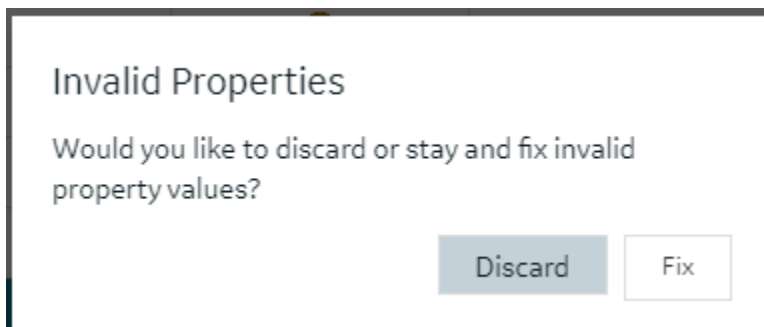 Invalid Properties
Would you like to discard or stay and fix invalid
property values?
Discard Fix